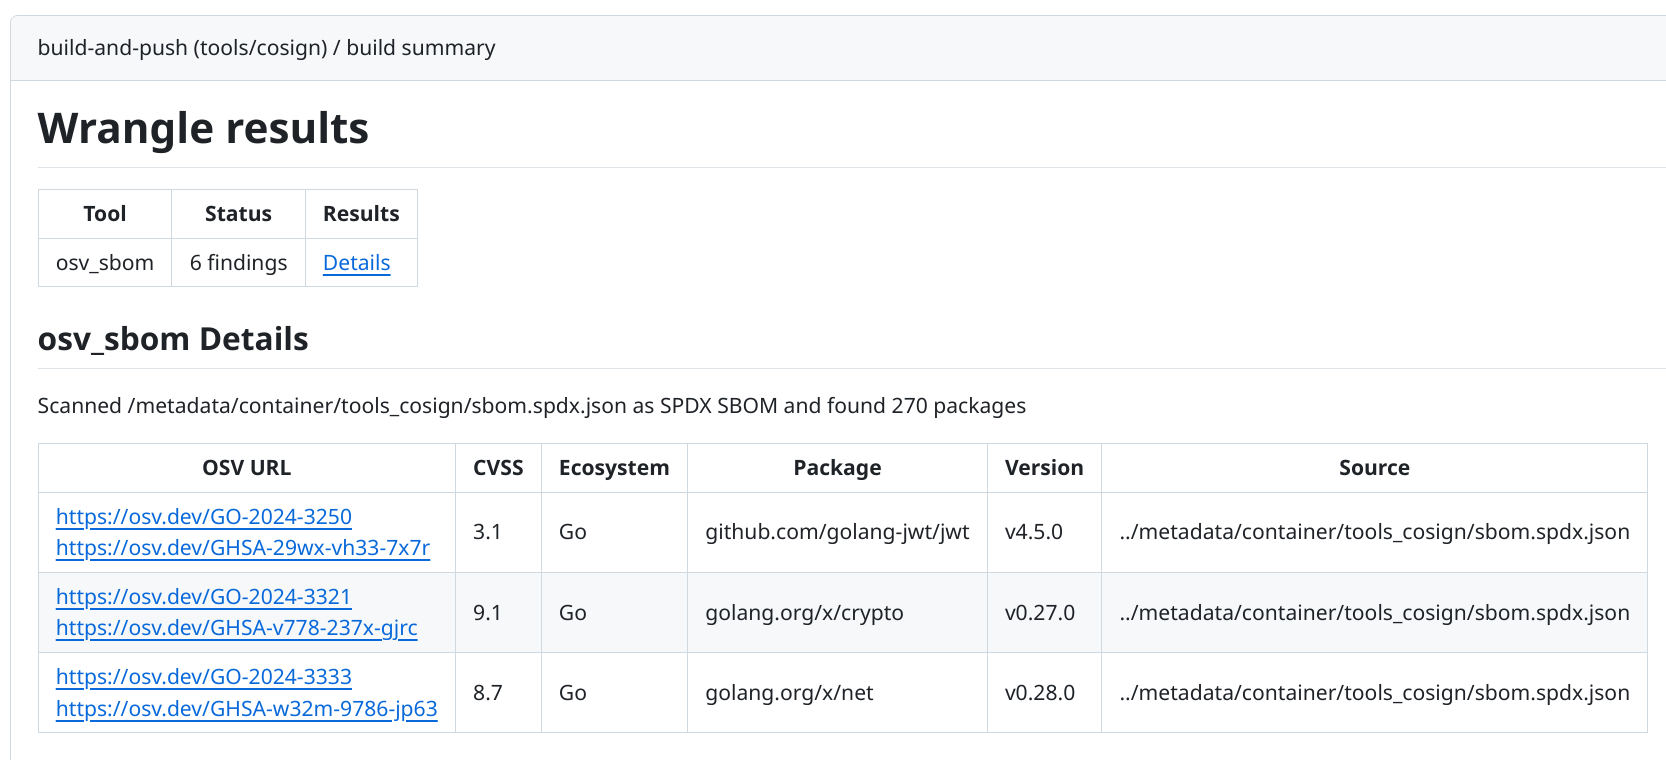 build-and-push (tools/cosign) / build summary
Wrangle results
Tool Status Results
osv_sbom 6 findings Details
osv_sbom Details
Scanned /metadata/container/tools_cosign/sbom.spdx.json as SPDX SBOM and found 270 packages
OSV URL CVSS Ecosystem Package Version Source
https://osv.dev/GO-2024-3250
https://osv.dev/GHSA-29wx-vh33-7x7r
3.1 Go github.com/golang-jwt/jwt v4.5.0 ../metadata/container/tools_cosign/sbom.spdx.json
https://osv.dev/GO-2024-3321
https://osv.dev/GHSA-v778-237x-gjrc
9.1 Go golang.org/x/crypto v0.27.0 ../metadata/container/tools_cosign/sbom.spdx.json
https://osv.dev/GO-2024-3333
https://osv.dev/GHSA-w32m-9786-jp63
8.7 Go golang.org/x/net v0.28.0 ../metadata/container/tools_cosign/sbom.spdx.json